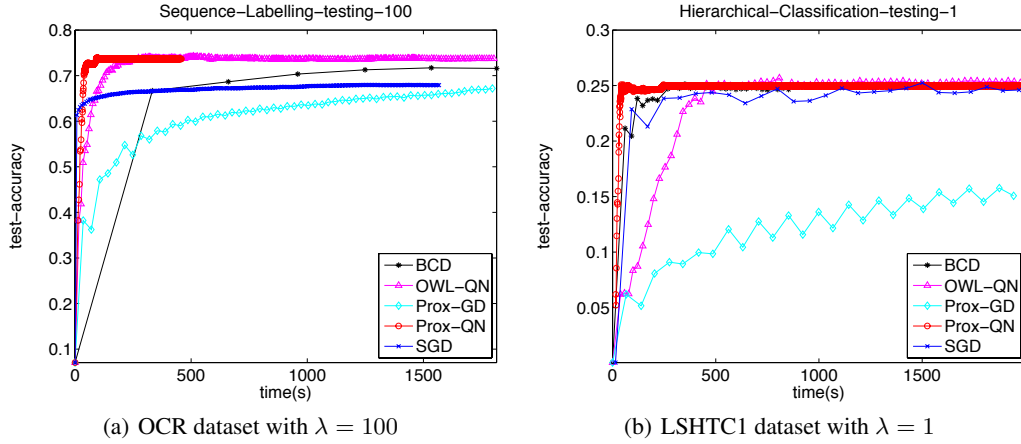 Sequence-Labelling-testing-100
0.8
0.7
0.6
0.5
0.4
0.3
0.2
0.1
test-accuracy
0
500
1000
1500
time(s)
BCD
OWL-QN
Prox-GD
Prox-QN
SGD
(a) OCR dataset with λ = 100
Hierarchical-Classification-testing-1
0.3
0.25
0.2
0.15
0.1
0.05
test-accuracy
0
500
1000
1500
time(s)
BCD
OWL-QN
Prox-GD
Prox-QN
SGD
(b) LSHTC1 dataset with λ = 1